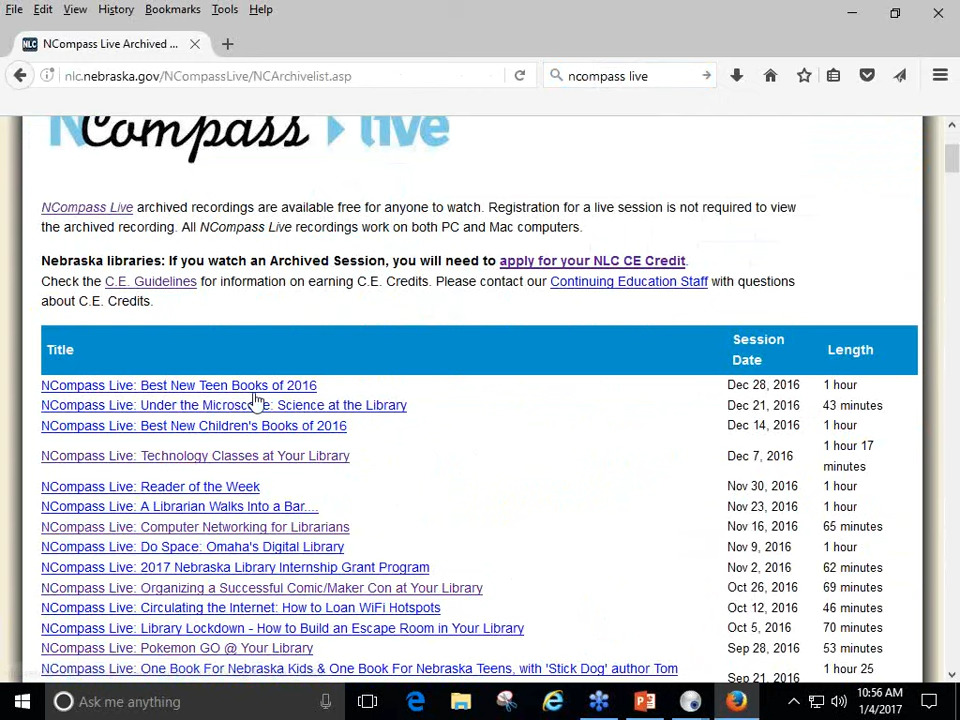 File Edit View History Bookmarks Tools Help
NLC NCompass Live Archived ...
nlc.nebraska.gov/NCompassLive/NCArchivelist.asp ncompass live
NCompass live
NCompass Live archived recordings are available free for anyone to watch. Registration for a live session is not required to view
the archived recording. All NCompass Live recordings work on both PC and Mac computers.
Nebraska libraries: If you watch an Archived Session, you will need to apply for your NLC CE Credit.
Check the C.E. Guidelines for information on earning C.E. Credits. Please contact our Continuing Education Staff with questions
about C.E. Credits.
Title Session Date Length
NCompass Live: Best New Teen Books of 2016 Dec 28, 2016 1 hour
NCompass Live: Under the Microscope: Science at the Library Dec 21, 2016 43 minutes
NCompass Live: Best New Children's Books of 2016 Dec 14, 2016 1 hour
NCompass Live: Technology Classes at Your Library Dec 7, 2016 1 hour 17 minutes
NCompass Live: Reader of the Week Nov 30, 2016 1 hour
NCompass Live: A Librarian Walks Into a Bar.... Nov 23, 2016 1 hour
NCompass Live: Computer Networking for Librarians Nov 16, 2016 65 minutes
NCompass Live: Do Space: Omaha's Digital Library Nov 9, 2016 1 hour
NCompass Live: 2017 Nebraska Library Internship Grant Program Nov 2, 2016 62 minutes
NCompass Live: Organizing a Successful Comic/Maker Con at Your Library Oct 26, 2016 69 minutes
NCompass Live: Circulating the Internet: How to Loan WiFi Hotspots Oct 12, 2016 46 minutes
NCompass Live: Library Lockdown - How to Build an Escape Room in Your Library Oct 5, 2016 70 minutes
NCompass Live: Pokemon GO @ Your Library Sep 28, 2016 53 minutes
NCompass Live: One Book For Nebraska Kids & One Book For Nebraska Teens, with 'Stick Dog' author Tom Sep 21, 2016 1 hour 25
Ask me anything
10:56 AM
1/4/2017